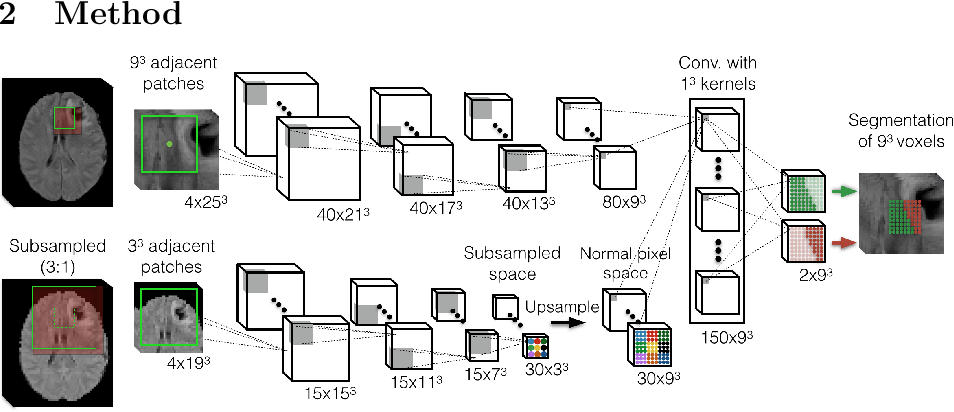 2 Method
9³ adjacent
patches
4x25³
40x21³
40x17³
40x13³
80x9³
Conv. with
1³ kernels
Segmentation
of 9³ voxels
2x9³
150x9³
Subsampled
(3:1)
3³ adjacent
patches
4x19³
15x15³
15x11³
15x7³
Subsampled
space
30x3³
Upsample
Normal pixel
space
30x9³